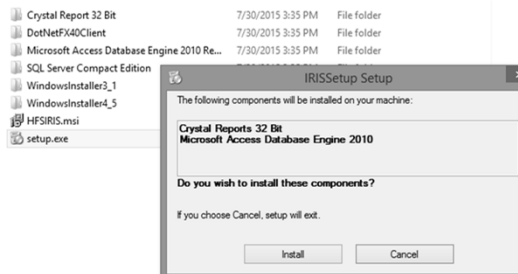 Crystal Report 32 Bit 7/30/2015 3:35 PM File folder
DotNetFX40Client 7/30/2015 3:35 PM File folder
Microsoft Access Database Engine 2010 Re... 7/30/2015 3:35 PM File folder
SQL Server Compact Edition
WindowsInstaller3_1
WindowsInstaller4_5
HFSIRIS.msi
setup.exe
IRISSetup Setup
The following components will be installed on your machine:
Crystal Reports 32 Bit
Microsoft Access Database Engine 2010
Do you wish to install these components?
If you choose Cancel, setup will exit.
Install Cancel